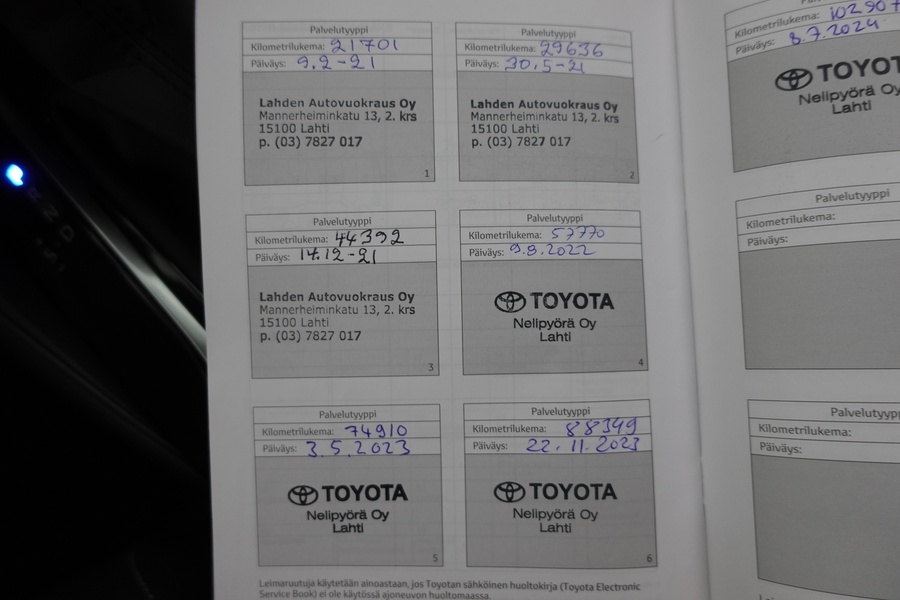 Palvelutyyppi
Kilometrilukema: 21701
Päiväys: 9.2-21
Lahden Autovuokraus Oy
Mannerheiminkatu 13, 2. krs
15100 Lahti
p. (03) 7827 017
1
Palvelutyyppi
Kilometrilukema: 29636
Päiväys: 30.5-21
Lahden Autovuokraus Oy
Mannerheiminkatu 13, 2. krs
15100 Lahti
p. (03) 7827 017
2
Palvelutyyppi
Kilometrilukema: 44392
Päiväys: 14.12-21
Lahden Autovuokraus Oy
Mannerheiminkatu 13, 2. krs
15100 Lahti
p. (03) 7827 017
3
Palvelutyyppi
Kilometrilukema: 57770
Päiväys: 9.8.2022
TOYOTA
Nelipyörä Oy
Lahti
4
Palvelutyyppi
Kilometrilukema: 74910
Päiväys: 3.5.2023
TOYOTA
Nelipyörä Oy
Lahti
5
Palvelutyyppi
Kilometrilukema: 88349
Päiväys: 22.11.2023
TOYOTA
Nelipyörä Oy
Lahti
6
Leimaruutuja käytetään ainoastaan, jos Toyotan sähköinen huoltokirja (Toyota Electronic
Service Book) ei ole käytössä ajoneuvon huoltomaassa.
Kilometrilukema: 102907
Päiväys: 8.7.2024
TOYOT
Nelipyörä Oy
Lahti
Palvelutyyppi
Kilometrilukema:
Päiväys:
Palvelutyyp
Kilometrilukema:
Päiväys: